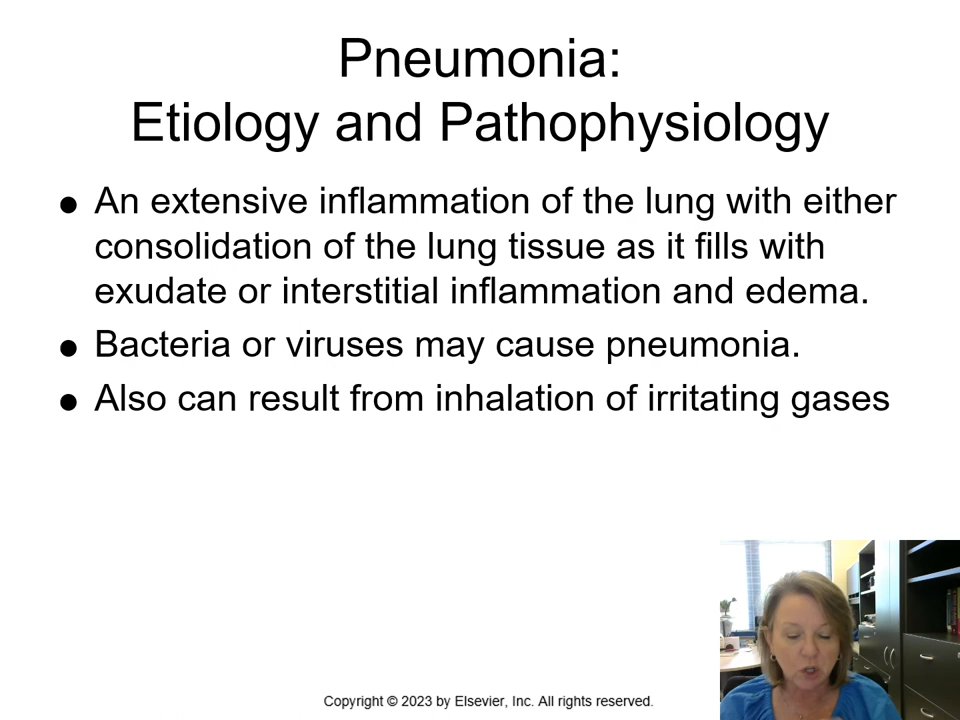 Pneumonia:
Etiology and Pathophysiology
● An extensive inflammation of the lung with either
consolidation of the lung tissue as it fills with
exudate or interstitial inflammation and edema.
● Bacteria or viruses may cause pneumonia.
● Also can result from inhalation of irritating gases
Copyright © 2023 by Elsevier, Inc. All rights reserved.